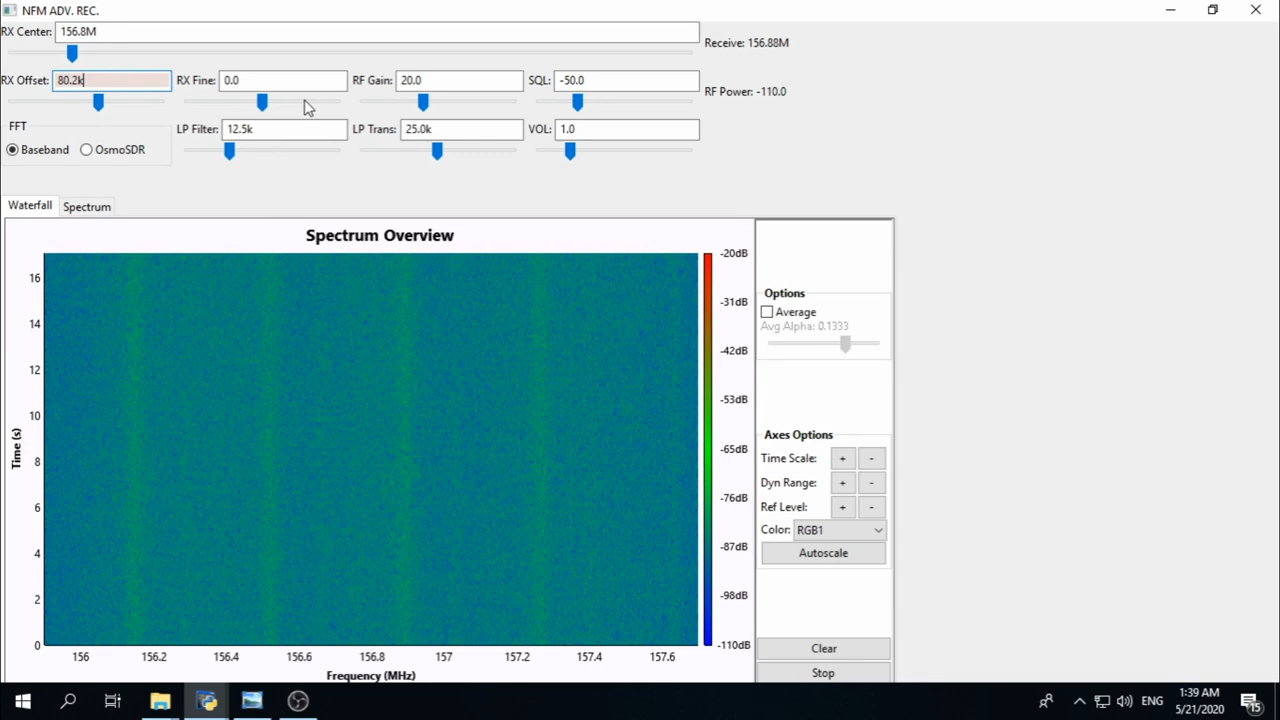 NFM ADV. REC.
RX Center: 156.8M
Receive: 156.88M
RX Offset: 80.2k RX Fine: 0.0 RF Gain: 20.0 SQL: -50.0
RF Power: -110.0
FFT
LP Filter: 12.5k LP Trans: 25.0k VOL: 1.0
Baseband OsmoSDR
Waterfall Spectrum
Spectrum Overview
Time (s)
16
14
12
10
8
6
4
2
0
156 156.2 156.4 156.6 156.8 157 157.2 157.4 157.6
Frequency (MHz)
-20dB
-31dB
-42dB
-53dB
-65dB
-76dB
-87dB
-98dB
-110dB
Options
Average
Avg Alpha: 0.1333
Axes Options
Time Scale: + -
Dyn Range: + -
Ref Level: + -
Color: RGB1
Autoscale
Clear
Stop
ENG
1:39 AM
5/21/2020
15